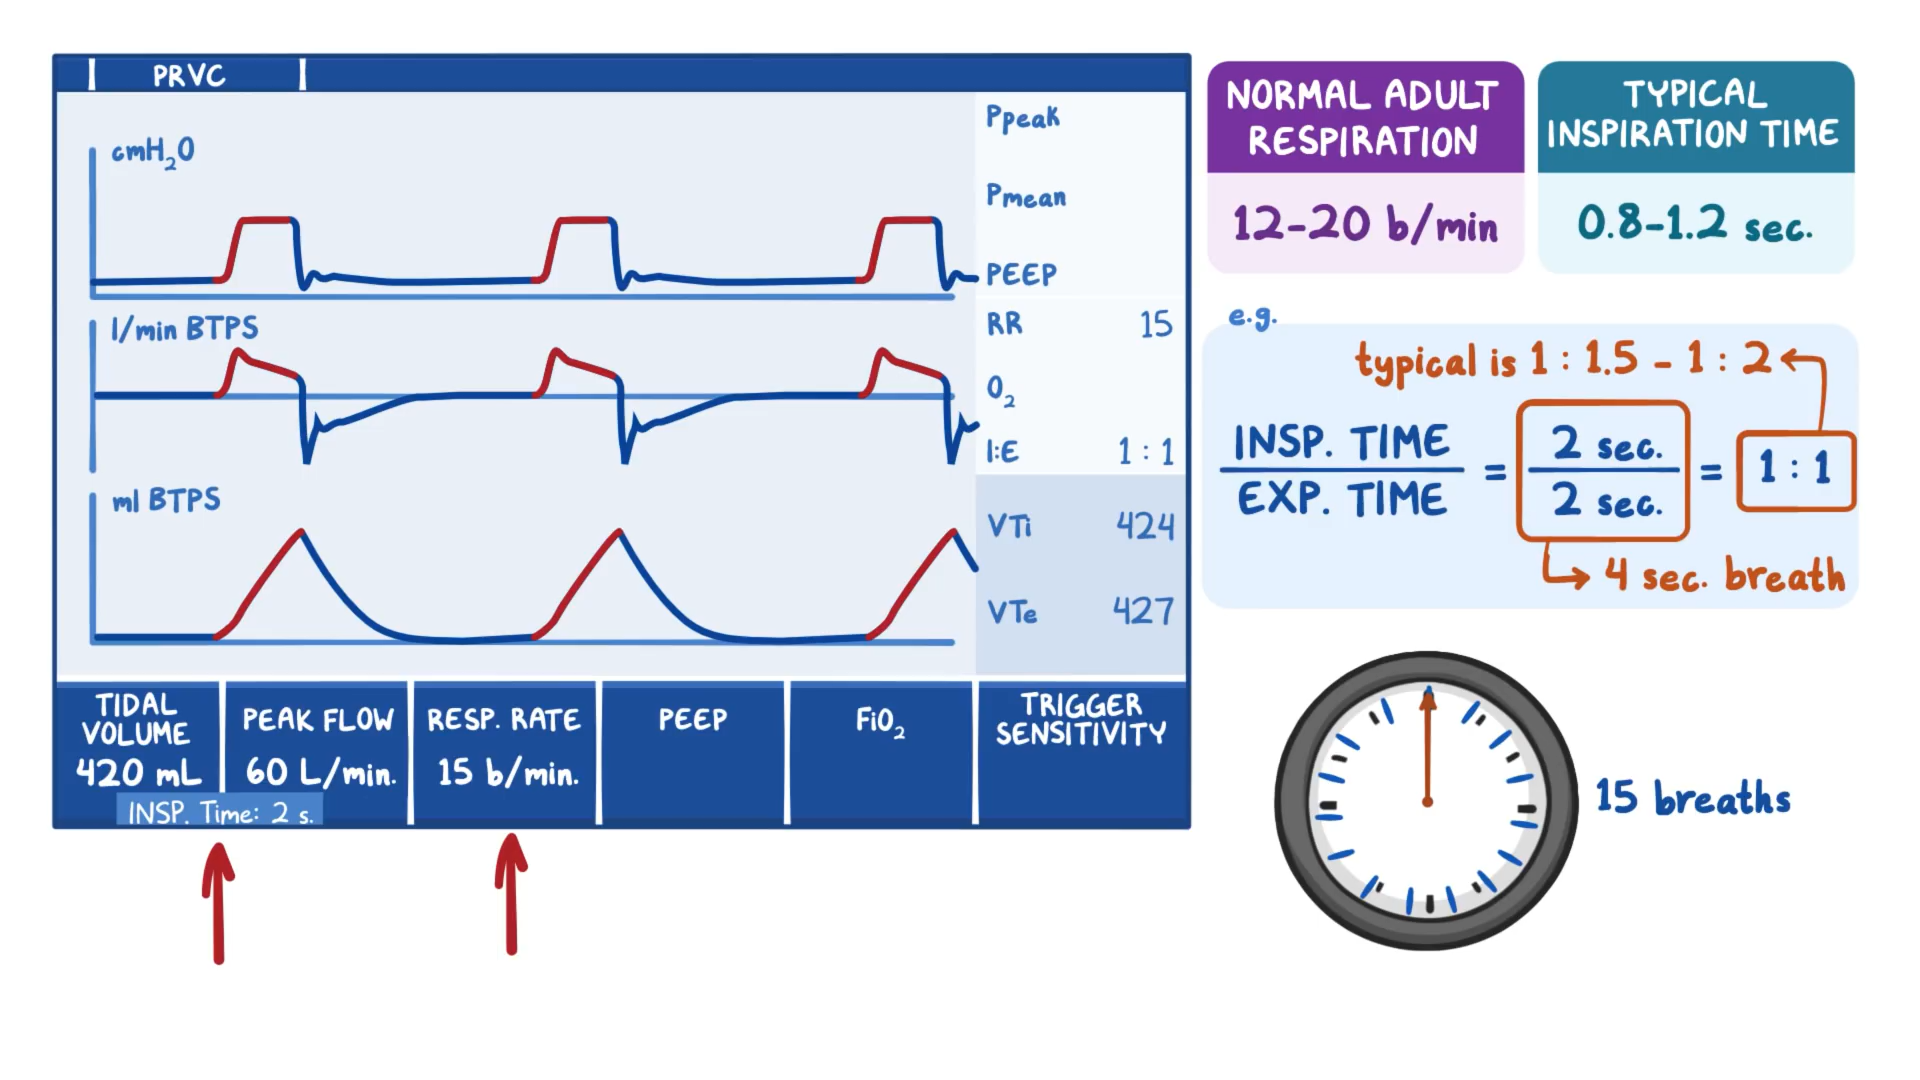 PRVC
cmH₂O
Ppeak
Pmean
PEEP
l/min BTPS
RR 15
O₂
I:E 1 : 1
ml BTPS
VTi 424
VTe 427
TIDAL
VOLUME
420 mL
INSP. Time: 2 s.
PEAK FLOW
60 L/min.
RESP. RATE
15 b/min.
PEEP
FiO₂
TRIGGER
SENSITIVITY
NORMAL ADULT
RESPIRATION
12-20 b/min
TYPICAL
INSPIRATION TIME
0.8-1.2 sec.
e.g.
typical is 1 : 1.5 - 1 : 2
INSP. TIME
EXP. TIME
=
2 sec.
2 sec.
=
1 : 1
4 sec. breath
15 breaths